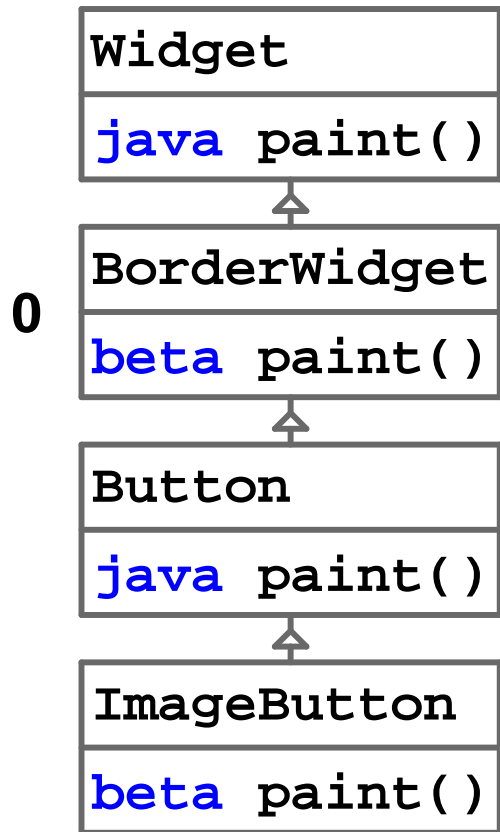 Widget
java paint()
0
BorderWidget
beta paint()
Button
java paint()
ImageButton
beta paint()